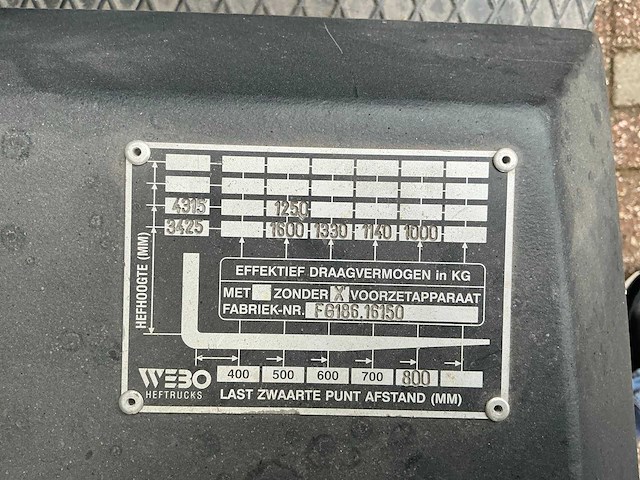 4315 1250
3425 1600 1330 1140 1000
HEFHOOGTE (MM)
EFFEKTIEF DRAAGVERMOGEN in KG
MET ZONDER X VOORZETAPPARAAT
FABRIEK-NR. FG186.16150
400 500 600 700 800
WEBO
HEFTRUCKS
LAST ZWAARTE PUNT AFSTAND (MM)